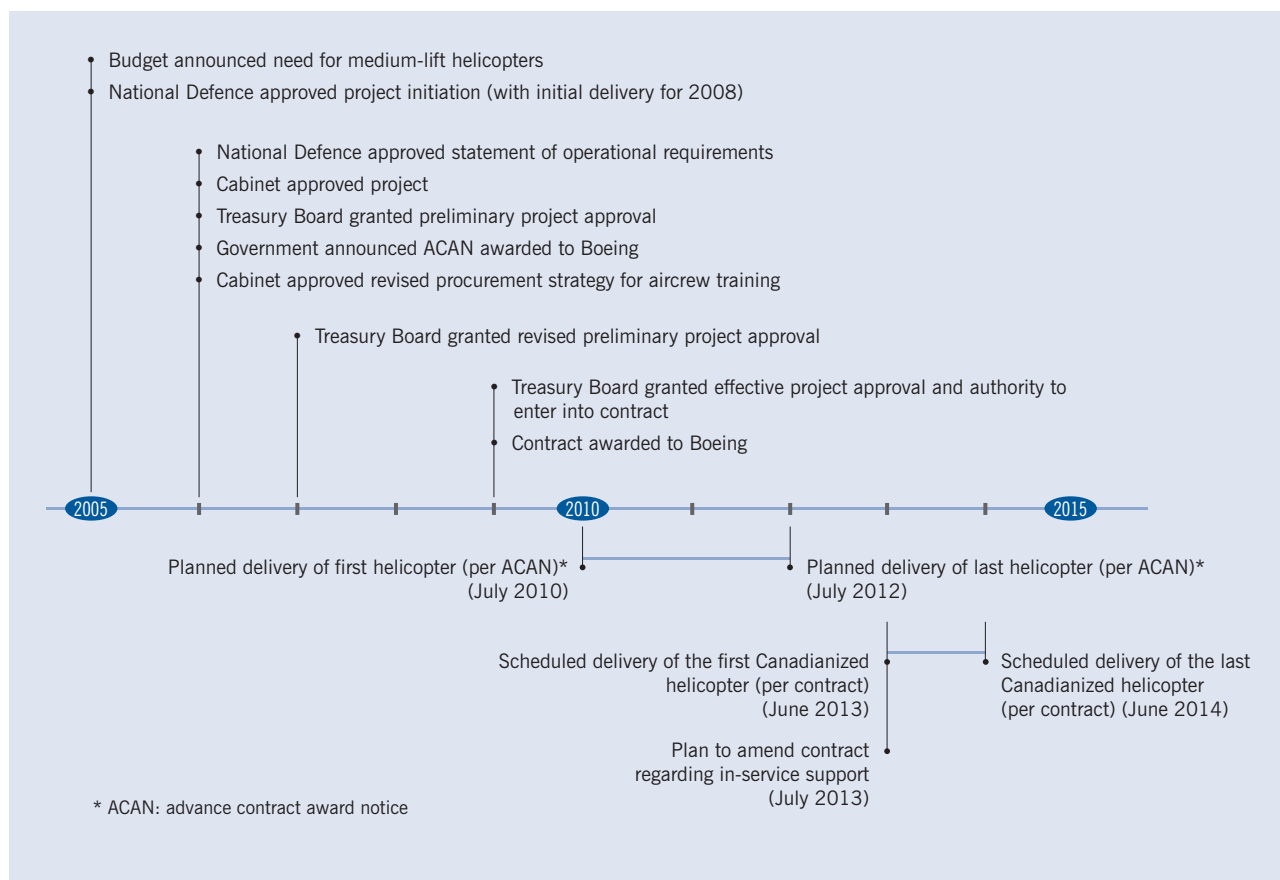 Budget announced need for medium-lift helicopters
National Defence approved project initiation (with initial delivery for 2008)
National Defence approved statement of operational requirements
Cabinet approved project
Treasury Board granted preliminary project approval
Government announced ACAN awarded to Boeing
Cabinet approved revised procurement strategy for aircrew training
Treasury Board granted revised preliminary project approval
Treasury Board granted effective project approval and authority to
enter into contract
Contract awarded to Boeing
2005
2010
2015
Planned delivery of first helicopter (per ACAN)*
(July 2010)
Planned delivery of last helicopter (per ACAN)*
(July 2012)
Scheduled delivery of the first Canadianized
helicopter (per contract)
(June 2013)
Scheduled delivery of the last
Canadianized helicopter
(per contract) (June 2014)
Plan to amend contract
regarding in-service support
(July 2013)
* ACAN: advance contract award notice